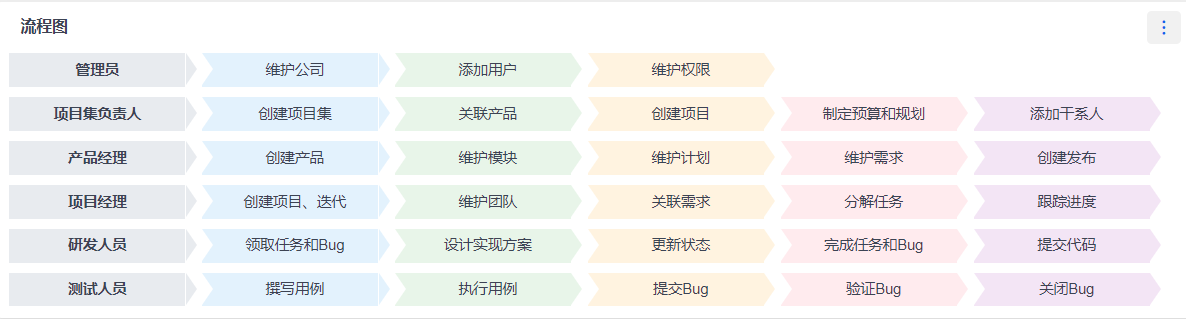 流程图
管理员 维护公司 添加用户 维护权限
项目集负责人 创建项目集 关联产品 创建项目 制定预算和规划 添加干系人
产品经理 创建产品 维护模块 维护计划 维护需求 创建发布
项目经理 创建项目、迭代 维护团队 关联需求 分解任务 跟踪进度
研发人员 领取任务和Bug 设计实现方案 更新状态 完成任务和Bug 提交代码
测试人员 撰写用例 执行用例 提交Bug 验证Bug 关闭Bug